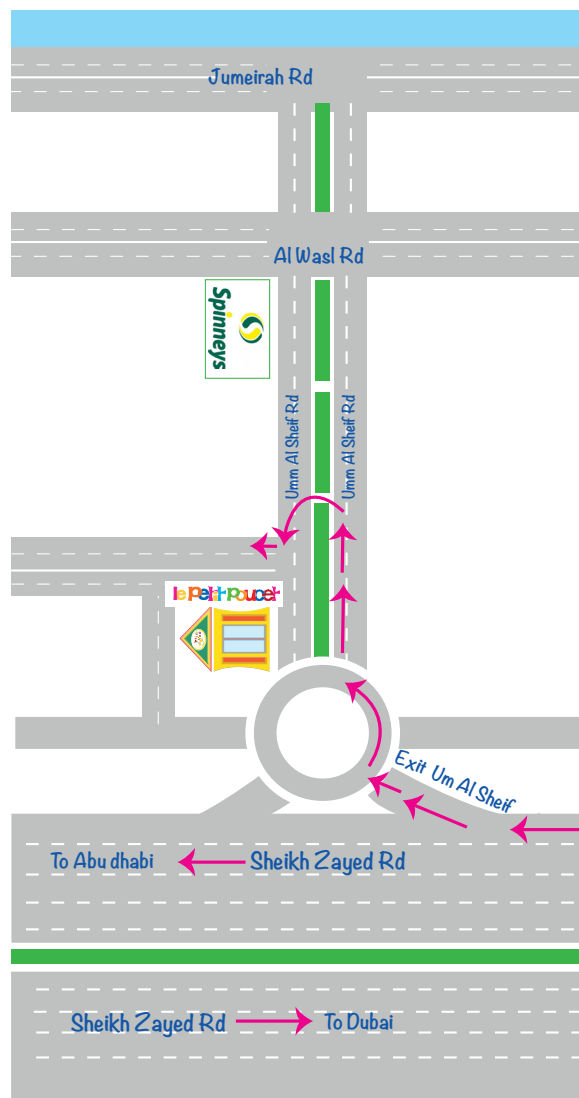 Jumeirah Rd
Al Wasl Rd
Spinneys
Umm Al Sheif Rd
Umm Al Sheif Rd
le petit poucet
Exit Um Al Sheif
To Abu dhabi
Sheikh Zayed Rd
Sheikh Zayed Rd
To Dubai